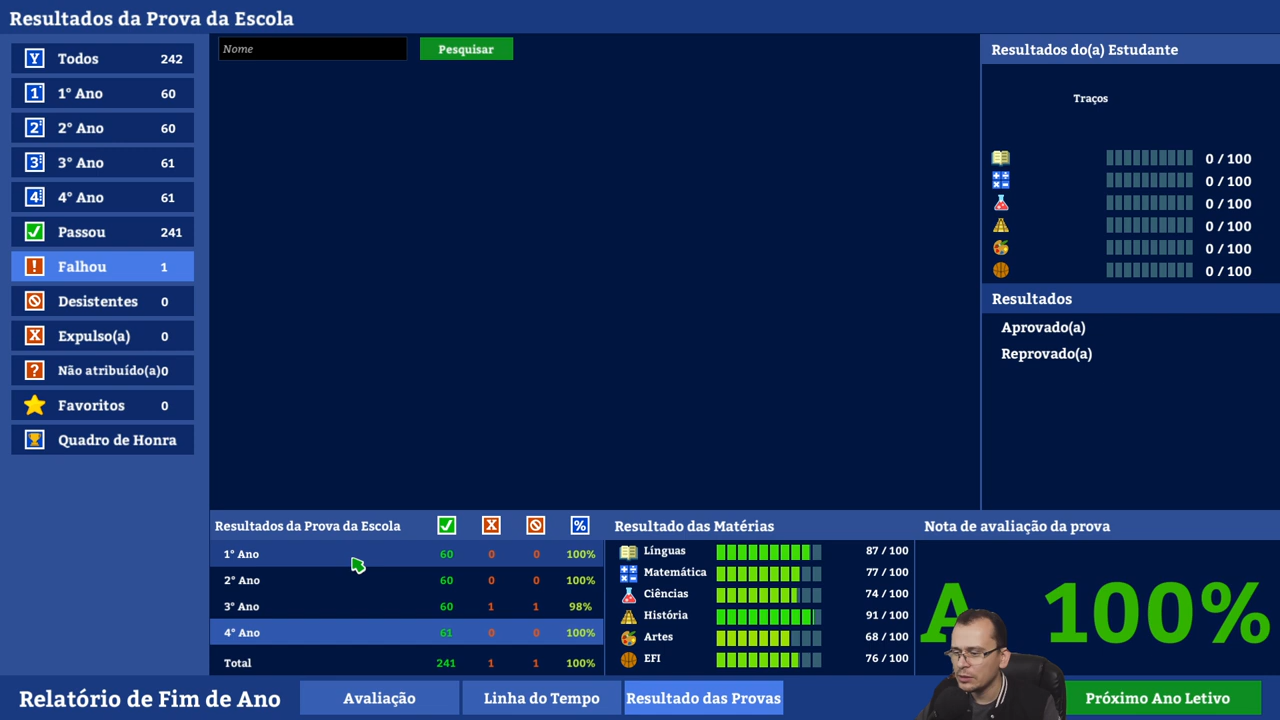 Resultados da Prova da Escola
Y Todos 242
1 1º Ano 60
2 2º Ano 60
3 3º Ano 61
4 4º Ano 61
Passou 241
! Falhou 1
Desistentes 0
X Expulso(a) 0
? Não atribuído(a)0
Favoritos 0
Quadro de Honra
Nome
Pesquisar
Resultados do(a) Estudante
Traços
0 / 100
0 / 100
0 / 100
0 / 100
0 / 100
0 / 100
Resultados
Aprovado(a)
Reprovado(a)
Resultados da Prova da Escola X %
1º Ano 60 0 0 100%
2º Ano 60 0 0 100%
3º Ano 60 1 1 98%
4º Ano 61 0 0 100%
Total 241 1 1 100%
Resultado das Matérias
Línguas 87 / 100
Matemática 77 / 100
Ciências 74 / 100
História 91 / 100
Artes 68 / 100
EFI 76 / 100
Nota de avaliação da prova
A 100%
Relatório de Fim de Ano
Avaliação
Linha do Tempo
Resultado das Provas
Próximo Ano Letivo